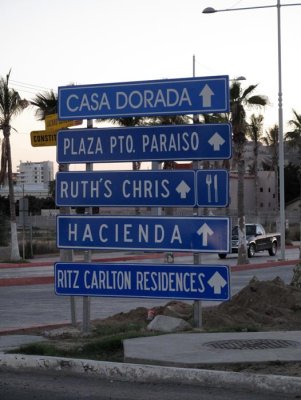 CASA DORADA
PLAZA PTO. PARAISO
RUTH'S CHRIS
HACIENDA
RITZ CARLTON RESIDENCES